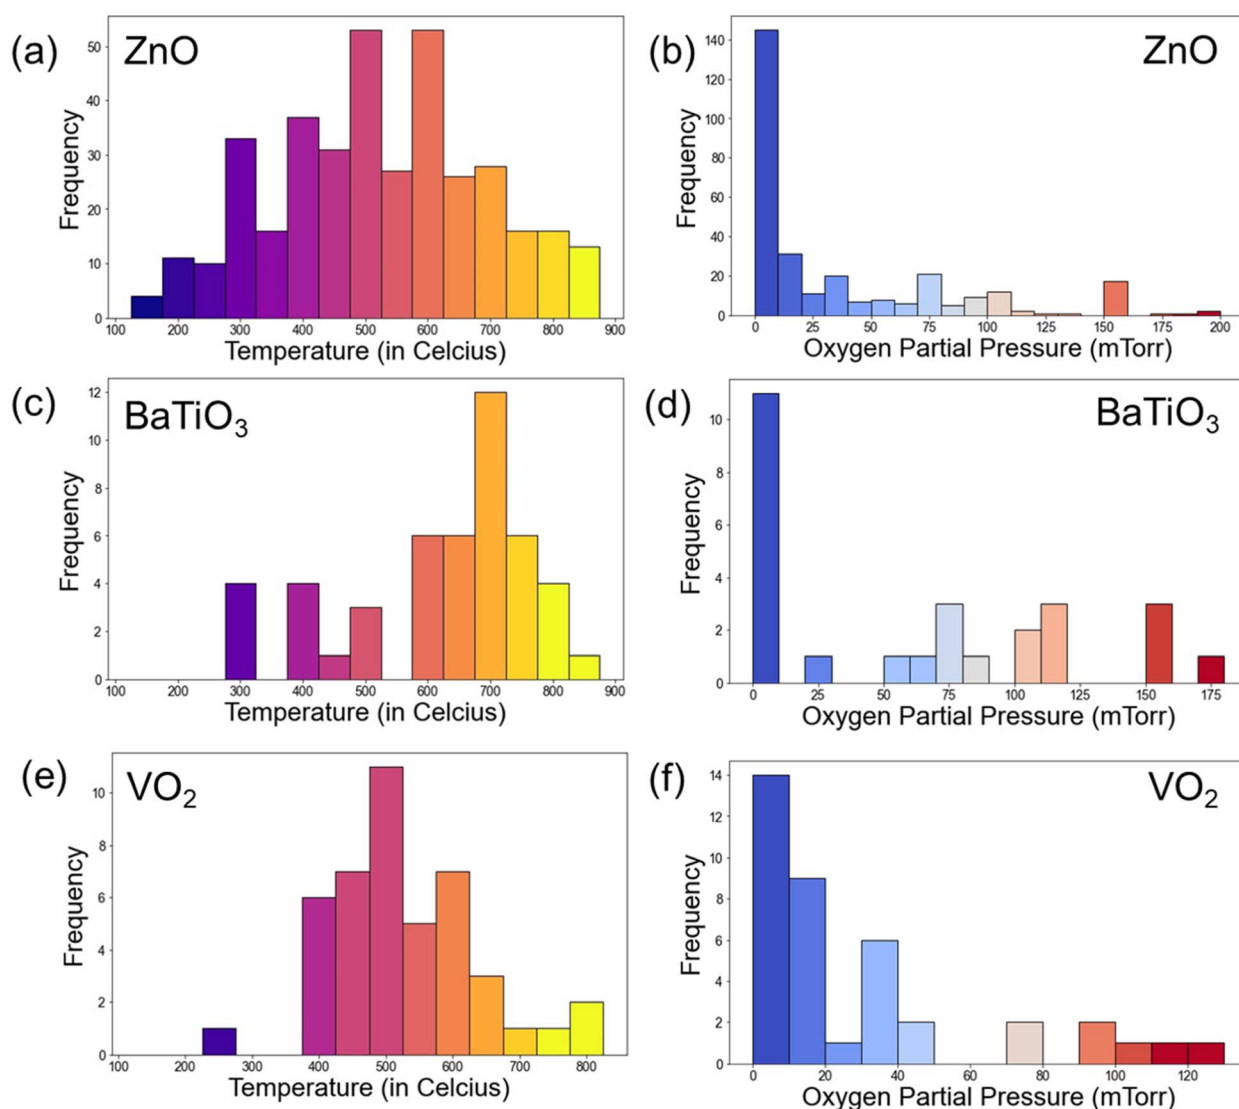 (a) ZnO
Frequency
50
40
30
20
10
0
100 200 300 400 500 600 700 800 900
Temperature (in Celcius)
(b) ZnO
Frequency
140
120
100
80
60
40
20
0
0 25 50 75 100 125 150 175 200
Oxygen Partial Pressure (mTorr)
(c) BaTiO₃
Frequency
12
10
8
6
4
2
0
100 200 300 400 500 600 700 800 900
Temperature (in Celcius)
(d) BaTiO₃
Frequency
10
8
6
4
2
0
0 25 50 75 100 125 150 175
Oxygen Partial Pressure (mTorr)
(e) VO₂
Frequency
10
8
6
4
2
0
100 200 300 400 500 600 700 800
Temperature (in Celcius)
(f) VO₂
Frequency
14
12
10
8
6
4
2
0
0 20 40 60 80 100 120
Oxygen Partial Pressure (mTorr)